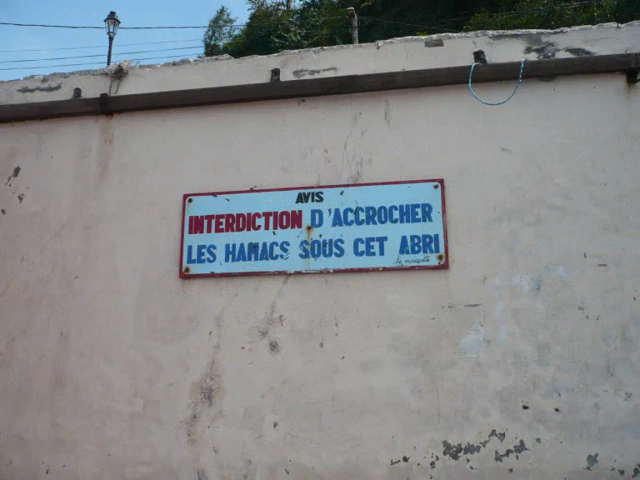 AVIS
INTERDICTION D'ACCROCHER
LES HAMACS SOUS CET ABRI